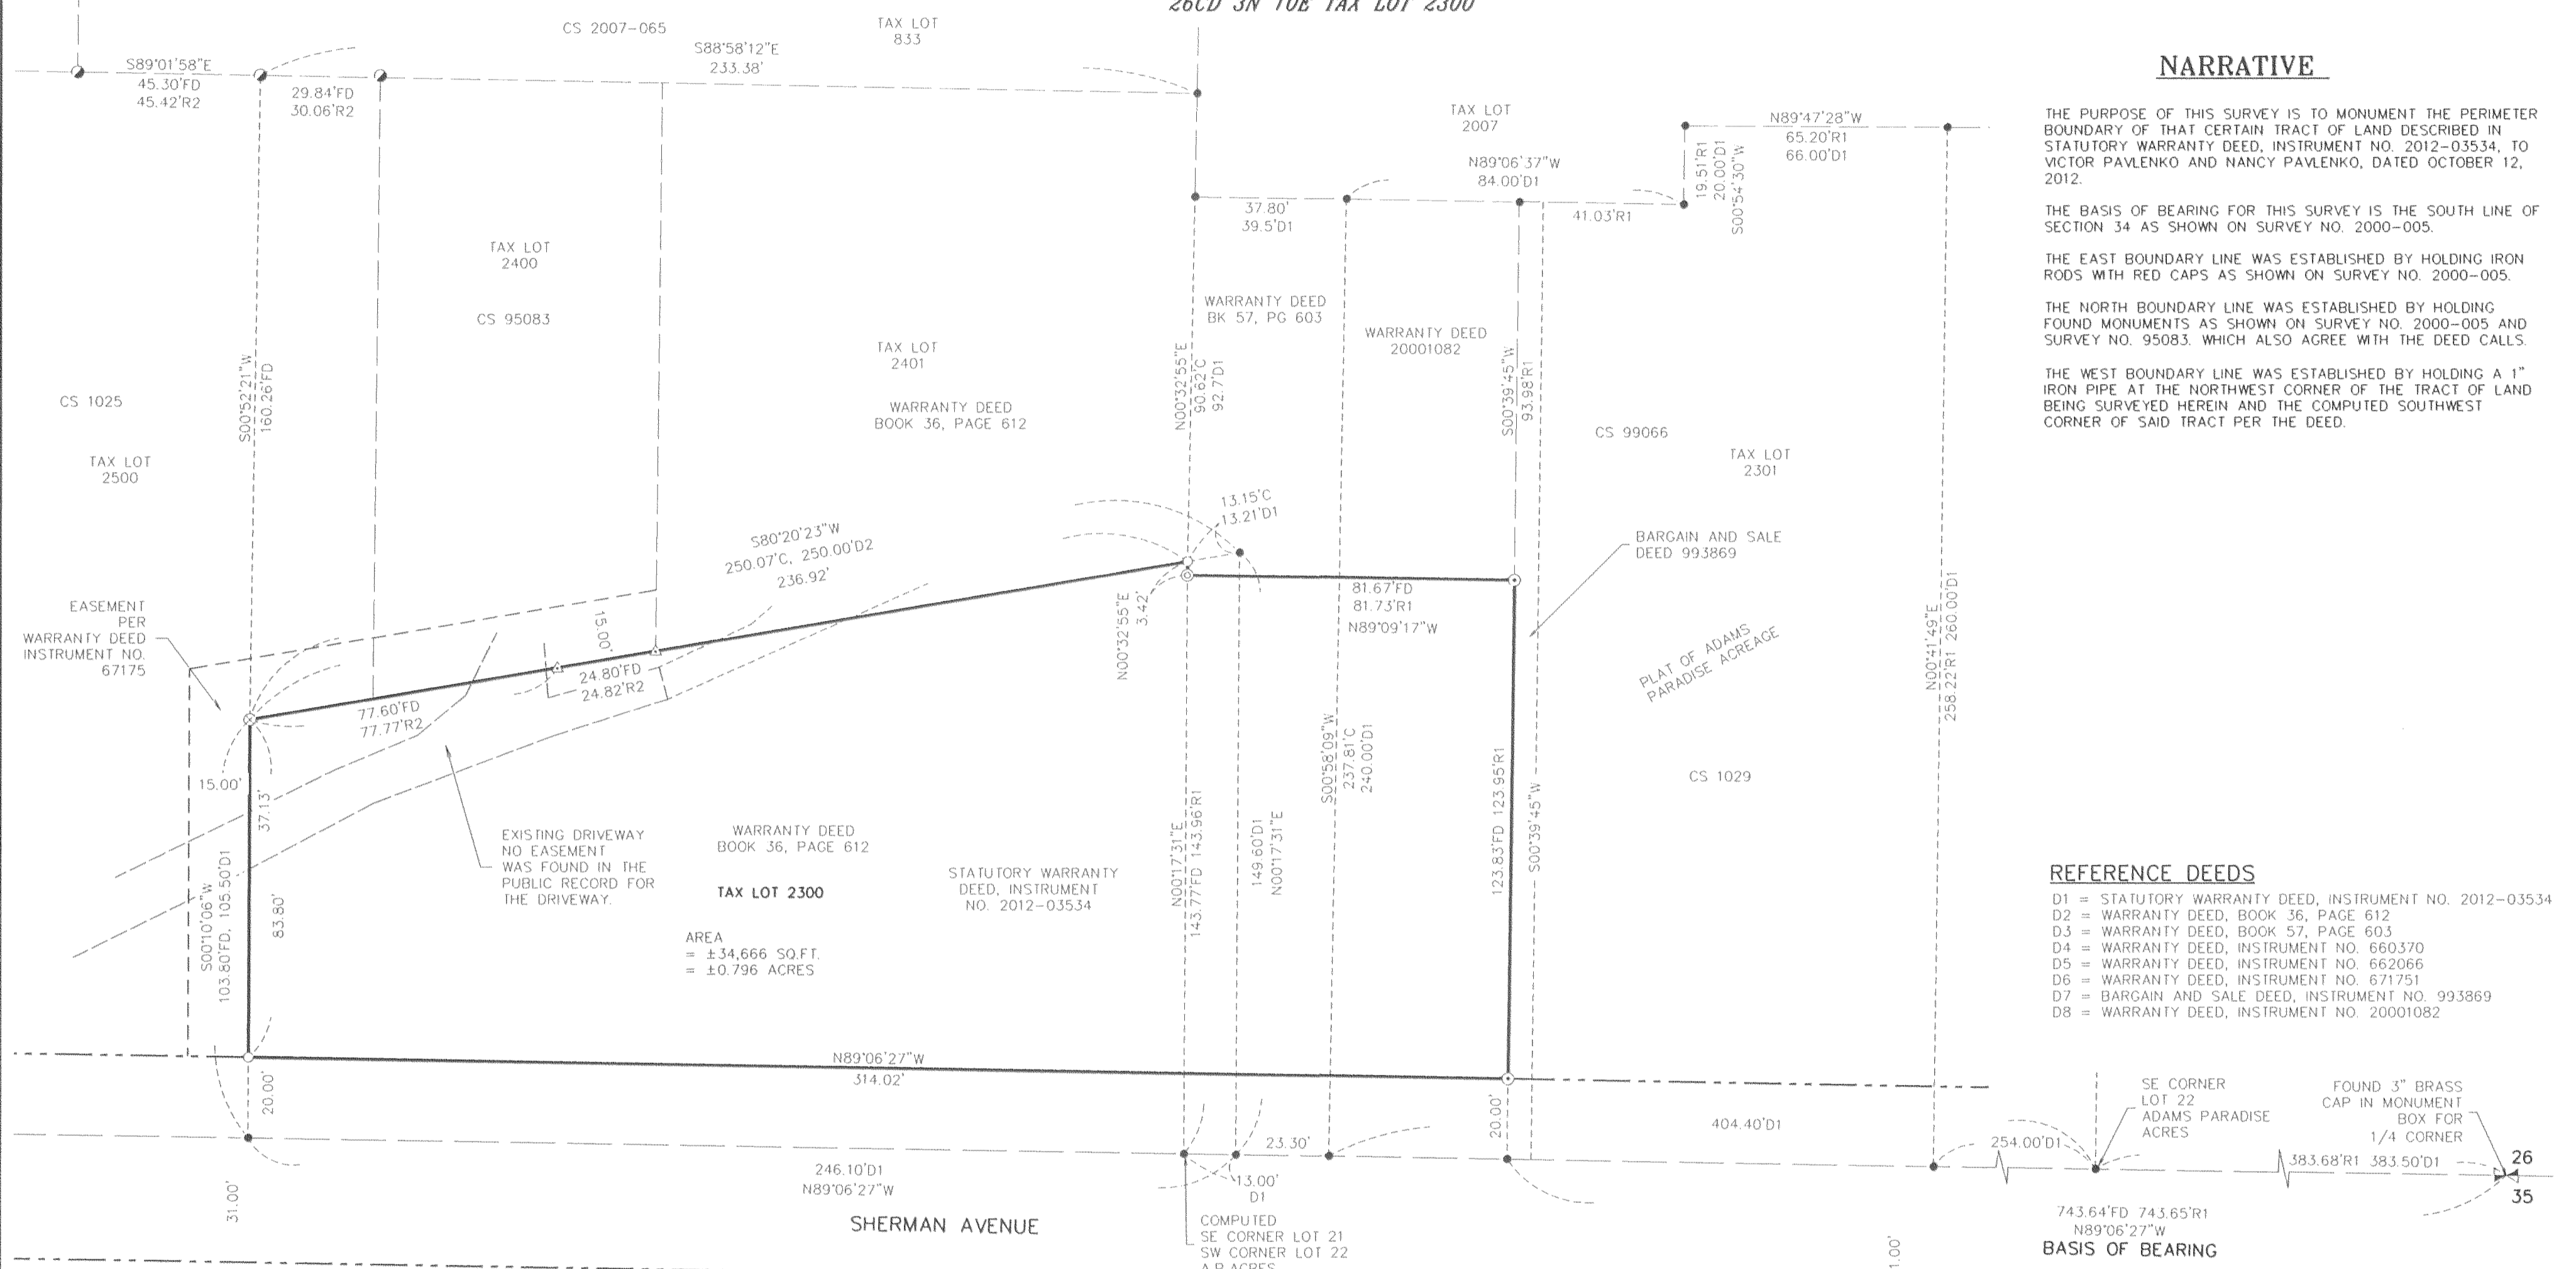 26CD 3N 10E TAX LOT 2300
CS 2007-065
TAX LOT
833
S89°01'58"E
45.30'FD
45.42'R2
29.84'FD
30.06'R2
S88°58'12"E
233.38'
TAX LOT
2007
N89°06'37"W
84.00'D1
37.80'
39.5'D1
41.03'R1
19.51'R1
20.00'D1
S00°54'30"W
N89°47'28"W
65.20'R1
66.00'D1
NARRATIVE
THE PURPOSE OF THIS SURVEY IS TO MONUMENT THE PERIMETER
BOUNDARY OF THAT CERTAIN TRACT OF LAND DESCRIBED IN
STATUTORY WARRANTY DEED, INSTRUMENT NO. 2012-03534, TO
VICTOR PAVLENKO AND NANCY PAVLENKO, DATED OCTOBER 12,
2012.
THE BASIS OF BEARING FOR THIS SURVEY IS THE SOUTH LINE OF
SECTION 34 AS SHOWN ON SURVEY NO. 2000-005.
THE EAST BOUNDARY LINE WAS ESTABLISHED BY HOLDING IRON
RODS WITH RED CAPS AS SHOWN ON SURVEY NO. 2000-005.
THE NORTH BOUNDARY LINE WAS ESTABLISHED BY HOLDING
FOUND MONUMENTS AS SHOWN ON SURVEY NO. 2000-005 AND
SURVEY NO. 95083. WHICH ALSO AGREE WITH THE DEED CALLS.
THE WEST BOUNDARY LINE WAS ESTABLISHED BY HOLDING A 1"
IRON PIPE AT THE NORTHWEST CORNER OF THE TRACT OF LAND
BEING SURVEYED HEREIN AND THE COMPUTED SOUTHWEST
CORNER OF SAID TRACT PER THE DEED.
CS 1025
TAX LOT
2500
S00°52'21"W
160.26'FD
TAX LOT
2400
CS 95083
TAX LOT
2401
WARRANTY DEED
BOOK 36, PAGE 612
N00°32'55"E
90.62'C
92.7'D1
WARRANTY DEED
BK 57, PG 603
WARRANTY DEED
20001082
S00°39'45"W
93.98'R1
CS 99066
TAX LOT
2301
BARGAIN AND SALE
DEED 993869
PLAT OF ADAMS
PARADISE ACREAGE
CS 1029
N00°41'49"E
258.22'R1 260.00'D1
EASEMENT
PER
WARRANTY DEED
INSTRUMENT NO.
67175
S80°20'23"W
250.07'C, 250.00'D2
236.92'
13.15'C
13.21'D1
15.00'
24.80'FD
24.82'R2
77.60'FD
77.77'R2
N00°32'55"E
3.42'
81.67'FD
81.73'R1
N89°09'17"W
15.00'
37.13'
83.80'
S00°10'06"W
103.80'FD, 105.50'D1
EXISTING DRIVEWAY
NO EASEMENT
WAS FOUND IN THE
PUBLIC RECORD FOR
THE DRIVEWAY.
WARRANTY DEED
BOOK 36, PAGE 612
TAX LOT 2300
AREA
= ±34,666 SQ.FT.
= ±0.796 ACRES
STATUTORY WARRANTY
DEED, INSTRUMENT
NO. 2012-03534
N00°17'31"E
143.77'FD 143.96'R1
149.60'D1
N00°17'31"E
S00°58'09"W
237.81'C
240.00'D1
123.83'FD 123.95'R1
S00°39'45"W
REFERENCE DEEDS
D1 = STATUTORY WARRANTY DEED, INSTRUMENT NO. 2012-03534
D2 = WARRANTY DEED, BOOK 36, PAGE 612
D3 = WARRANTY DEED, BOOK 57, PAGE 603
D4 = WARRANTY DEED, INSTRUMENT NO. 660370
D5 = WARRANTY DEED, INSTRUMENT NO. 662066
D6 = WARRANTY DEED, INSTRUMENT NO. 671751
D7 = BARGAIN AND SALE DEED, INSTRUMENT NO. 993869
D8 = WARRANTY DEED, INSTRUMENT NO. 20001082
N89°06'27"W
314.02'
20.00'
20.00'
31.00'
246.10'D1
N89°06'27"W
23.30'
13.00'
D1
404.40'D1
SE CORNER
LOT 22
ADAMS PARADISE
ACRES
254.00'D1
FOUND 3" BRASS
CAP IN MONUMENT
BOX FOR
1/4 CORNER
383.68'R1 383.50'D1
26
35
SHERMAN AVENUE
COMPUTED
SE CORNER LOT 21
SW CORNER LOT 22
A.P.ACRES
743.64'FD 743.65'R1
N89°06'27"W
BASIS OF BEARING